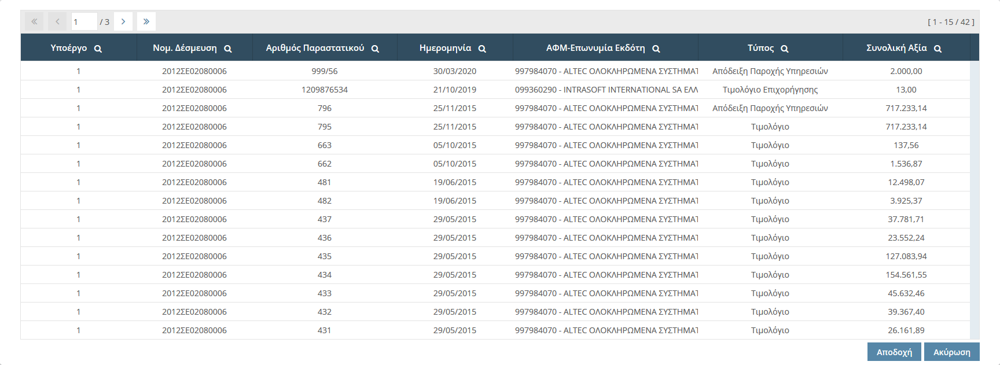 1 / 3 [ 1 - 15 / 42 ]
Υποέργο Νομ. Δέσμευση Αριθμός Παραστατικού Ημερομηνία ΑΦΜ-Επωνυμία Εκδότη Τύπος Συνολική Αξία
1 2012ΣΕ02080006 999/56 30/03/2020 997984070 - ALTEC ΟΛΟΚΛΗΡΩΜΕΝΑ ΣΥΣΤΗΜΑΤ Απόδειξη Παροχής Υπηρεσιών 2.000,00
1 2012ΣΕ02080006 1209876534 21/10/2019 099360290 - INTRASOFT INTERNATIONAL SA ΕΛΛ Τιμολόγιο Επιχορήγησης 13,00
1 2012ΣΕ02080006 796 25/11/2015 997984070 - ALTEC ΟΛΟΚΛΗΡΩΜΕΝΑ ΣΥΣΤΗΜΑΤ Απόδειξη Παροχής Υπηρεσιών 717.233,14
1 2012ΣΕ02080006 795 25/11/2015 997984070 - ALTEC ΟΛΟΚΛΗΡΩΜΕΝΑ ΣΥΣΤΗΜΑΤ Τιμολόγιο 717.233,14
1 2012ΣΕ02080006 663 05/10/2015 997984070 - ALTEC ΟΛΟΚΛΗΡΩΜΕΝΑ ΣΥΣΤΗΜΑΤ Τιμολόγιο 137,56
1 2012ΣΕ02080006 662 05/10/2015 997984070 - ALTEC ΟΛΟΚΛΗΡΩΜΕΝΑ ΣΥΣΤΗΜΑΤ Τιμολόγιο 1.536,87
1 2012ΣΕ02080006 481 19/06/2015 997984070 - ALTEC ΟΛΟΚΛΗΡΩΜΕΝΑ ΣΥΣΤΗΜΑΤ Τιμολόγιο 12.498,07
1 2012ΣΕ02080006 482 19/06/2015 997984070 - ALTEC ΟΛΟΚΛΗΡΩΜΕΝΑ ΣΥΣΤΗΜΑΤ Τιμολόγιο 3.925,37
1 2012ΣΕ02080006 437 29/05/2015 997984070 - ALTEC ΟΛΟΚΛΗΡΩΜΕΝΑ ΣΥΣΤΗΜΑΤ Τιμολόγιο 37.781,71
1 2012ΣΕ02080006 436 29/05/2015 997984070 - ALTEC ΟΛΟΚΛΗΡΩΜΕΝΑ ΣΥΣΤΗΜΑΤ Τιμολόγιο 23.552,24
1 2012ΣΕ02080006 435 29/05/2015 997984070 - ALTEC ΟΛΟΚΛΗΡΩΜΕΝΑ ΣΥΣΤΗΜΑΤ Τιμολόγιο 127.083,94
1 2012ΣΕ02080006 434 29/05/2015 997984070 - ALTEC ΟΛΟΚΛΗΡΩΜΕΝΑ ΣΥΣΤΗΜΑΤ Τιμολόγιο 154.561,55
1 2012ΣΕ02080006 433 29/05/2015 997984070 - ALTEC ΟΛΟΚΛΗΡΩΜΕΝΑ ΣΥΣΤΗΜΑΤ Τιμολόγιο 45.632,46
1 2012ΣΕ02080006 432 29/05/2015 997984070 - ALTEC ΟΛΟΚΛΗΡΩΜΕΝΑ ΣΥΣΤΗΜΑΤ Τιμολόγιο 39.367,40
1 2012ΣΕ02080006 431 29/05/2015 997984070 - ALTEC ΟΛΟΚΛΗΡΩΜΕΝΑ ΣΥΣΤΗΜΑΤ Τιμολόγιο 26.161,89
Αποδοχή Ακύρωση